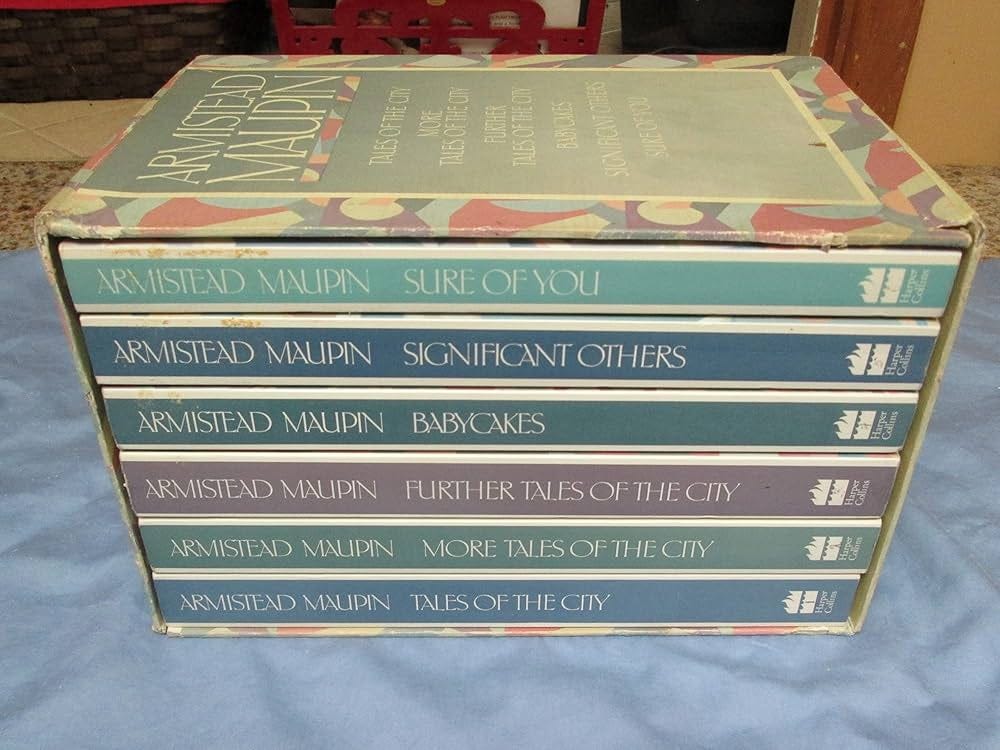 ARMISTEAD
MAUPIN
TALES OF THE CITY
MORE
TALES OF THE CITY
FURTHER
TALES OF THE CITY
BABYCAKES
SIGNIFICANT OTHERS
SURE OF YOU
ARMISTEAD MAUPIN SURE OF YOU Harper
Collins
ARMISTEAD MAUPIN SIGNIFICANT OTHERS Harper
Collins
ARMISTEAD MAUPIN BABYCAKES Harper
Collins
ARMISTEAD MAUPIN FURTHER TALES OF THE CITY Harper
Collins
ARMISTEAD MAUPIN MORE TALES OF THE CITY Harper
Collins
ARMISTEAD MAUPIN TALES OF THE CITY Harper
Collins